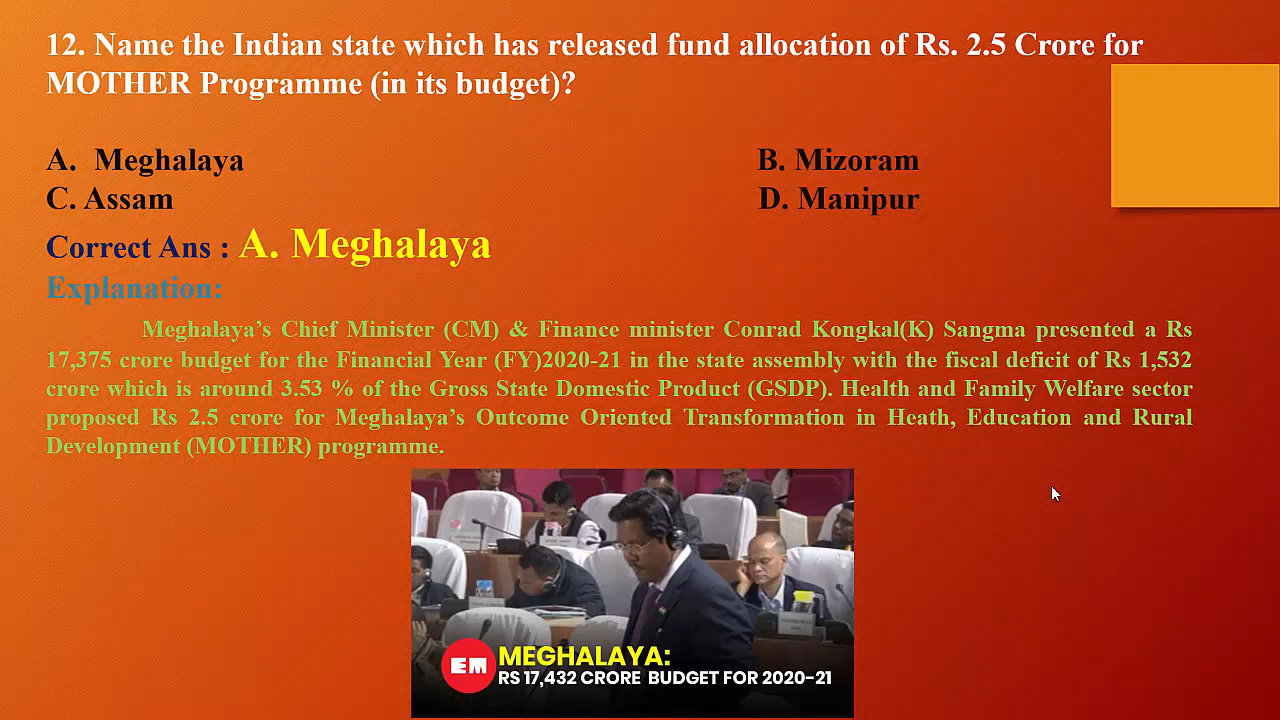 12. Name the Indian state which has released fund allocation of Rs. 2.5 Crore for
MOTHER Programme (in its budget)?
A. Meghalaya B. Mizoram
C. Assam D. Manipur
Correct Ans : A. Meghalaya
Explanation:
Meghalaya’s Chief Minister (CM) & Finance minister Conrad Kongkal(K) Sangma presented a Rs
17,375 crore budget for the Financial Year (FY)2020-21 in the state assembly with the fiscal deficit of Rs 1,532
crore which is around 3.53 % of the Gross State Domestic Product (GSDP). Health and Family Welfare sector
proposed Rs 2.5 crore for Meghalaya’s Outcome Oriented Transformation in Heath, Education and Rural
Development (MOTHER) programme.
EM
MEGHALAYA:
RS 17,432 CRORE BUDGET FOR 2020-21